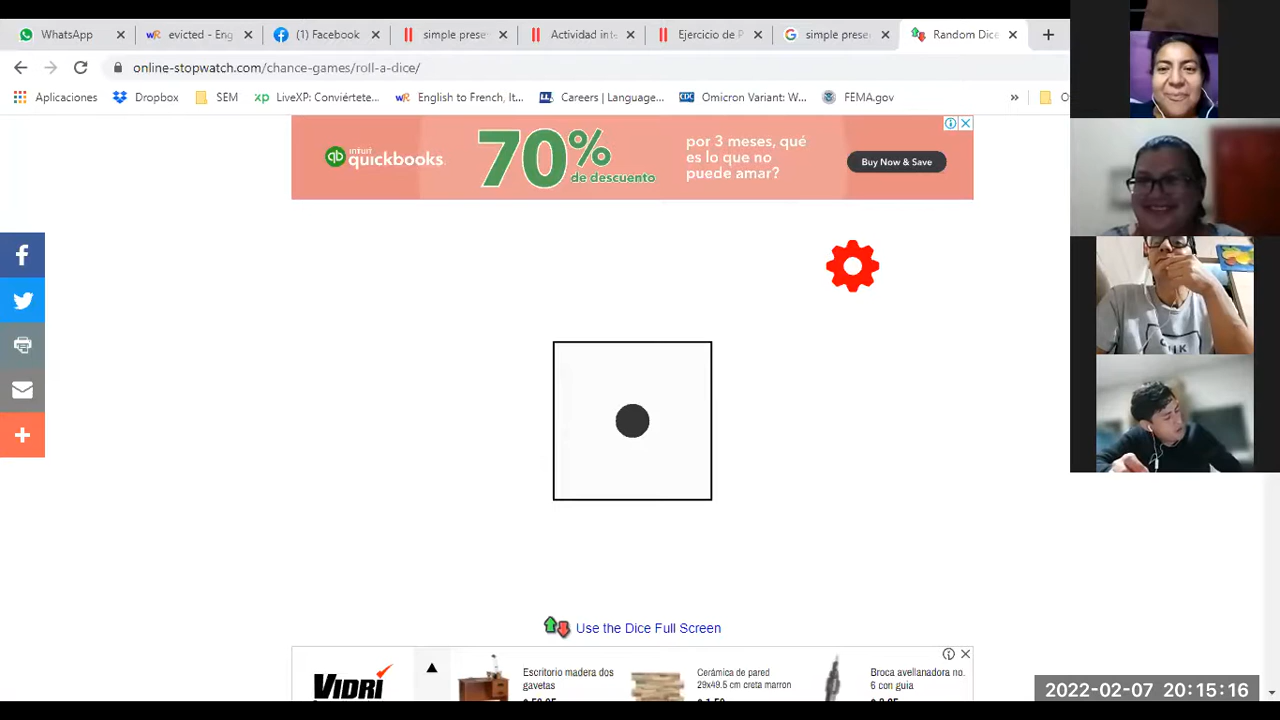 WhatsApp
evicted - Eng
(1) Facebook
simple prese
Actividad int
Ejercicio de P
simple prese
Random Dice
online-stopwatch.com/chance-games/roll-a-dice/
Aplicaciones
Dropbox
SEM
LiveXP: Conviértete...
English to French, It...
Careers | Language...
Omicron Variant: W...
FEMA.gov
»
intuit
quickbooks.
70%
de descuento
por 3 meses, qué
es lo que no
puede amar?
Buy Now & Save
Use the Dice Full Screen
VIDRÍ
Escritorio madera dos
gavetas
Cerámica de pared
29x49.5 cm creta marron
Broca avellanadora no.
6 con guia
2022-02-07 20:15:16